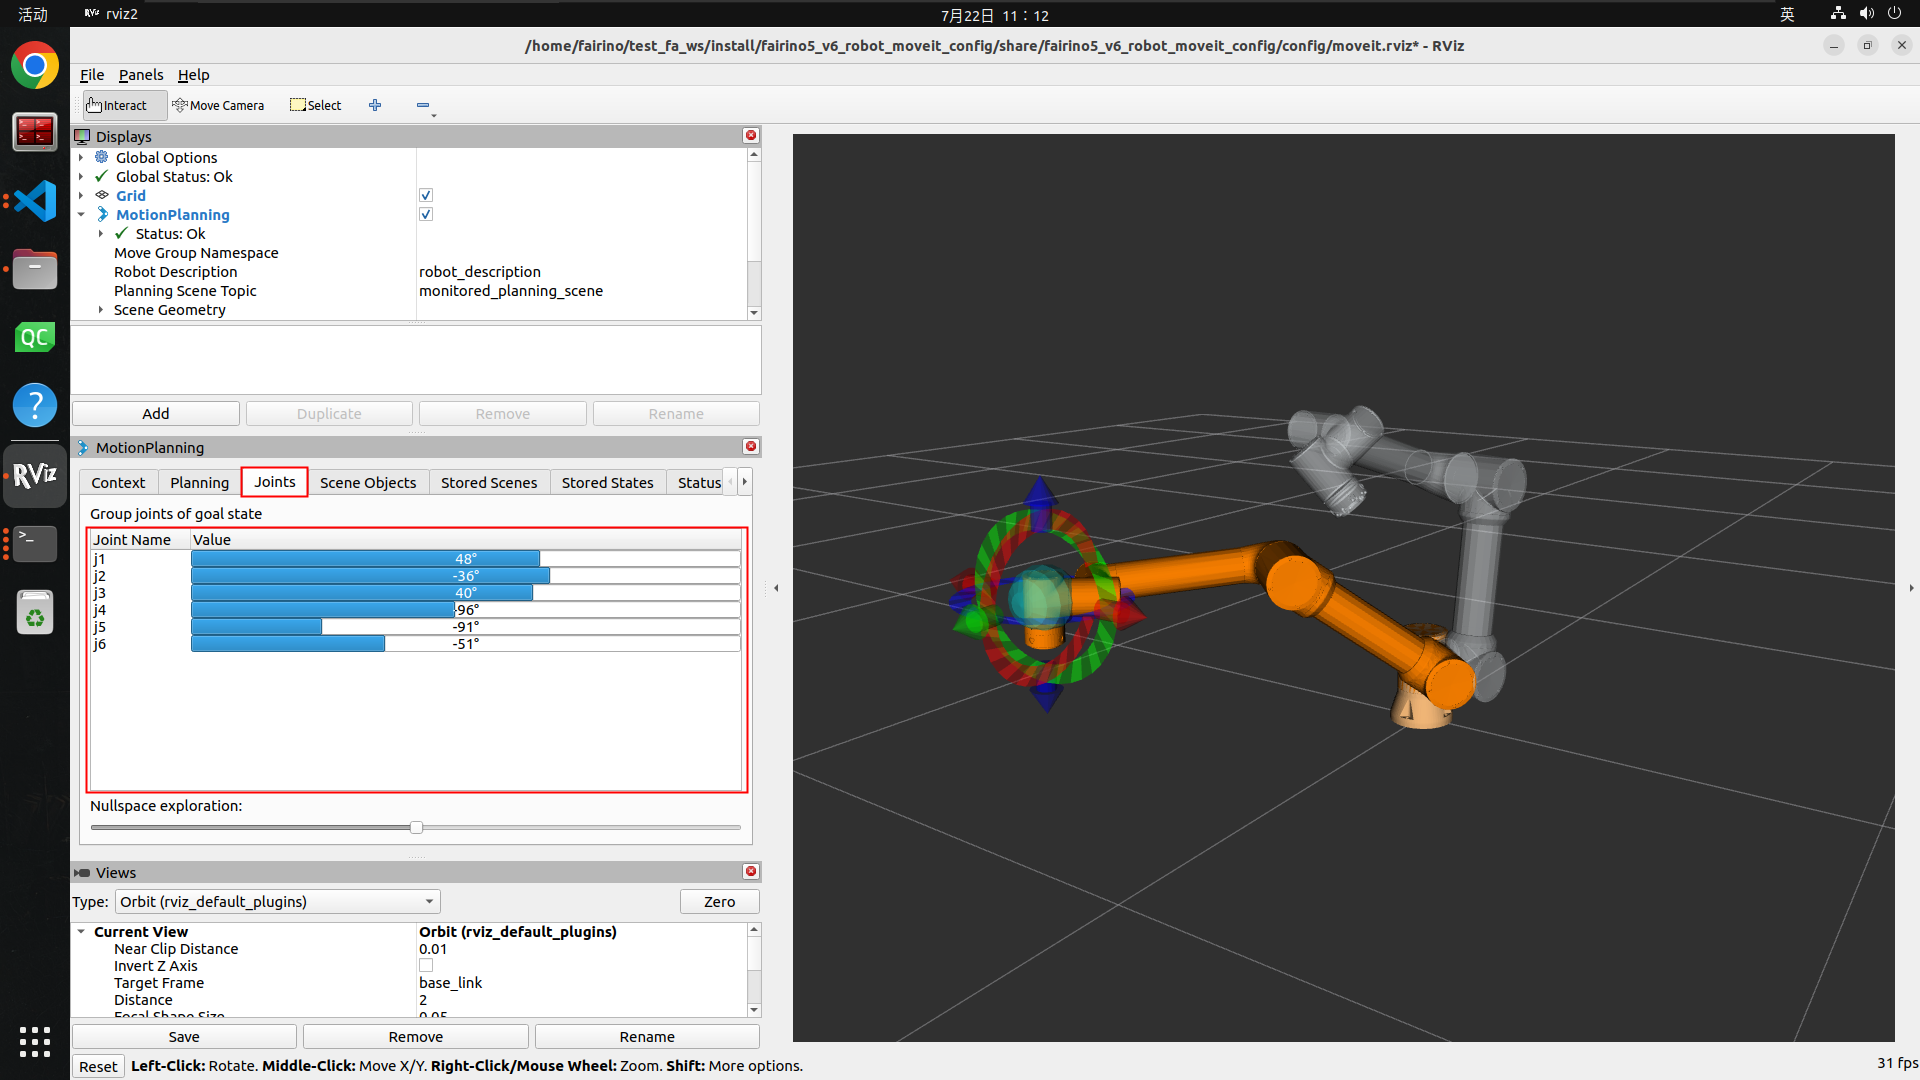 活动 rviz2 7月22日 11：12 英
/home/fairino/test_fa_ws/install/fairino5_v6_robot_moveit_config/share/fairino5_v6_robot_moveit_config/config/moveit.rviz* - RViz
File Panels Help
Interact Move Camera Select
Displays
Global Options
Global Status: Ok
Grid
MotionPlanning
Status: Ok
Move Group Namespace
Robot Description robot_description
Planning Scene Topic monitored_planning_scene
Scene Geometry
Add Duplicate Remove Rename
MotionPlanning
Context Planning Joints Scene Objects Stored Scenes Stored States Status
Group joints of goal state
Joint Name Value
j1 48°
j2 -36°
j3 40°
j4 -96°
j5 -91°
j6 -51°
Nullspace exploration:
Views
Type: Orbit (rviz_default_plugins) Zero
Current View Orbit (rviz_default_plugins)
Near Clip Distance 0.01
Invert Z Axis
Target Frame base_link
Distance 2
Focal Shape Size 0.05
Save Remove Rename
Reset Left-Click: Rotate. Middle-Click: Move X/Y. Right-Click/Mouse Wheel: Zoom. Shift: More options. 31 fps
QC
RViz